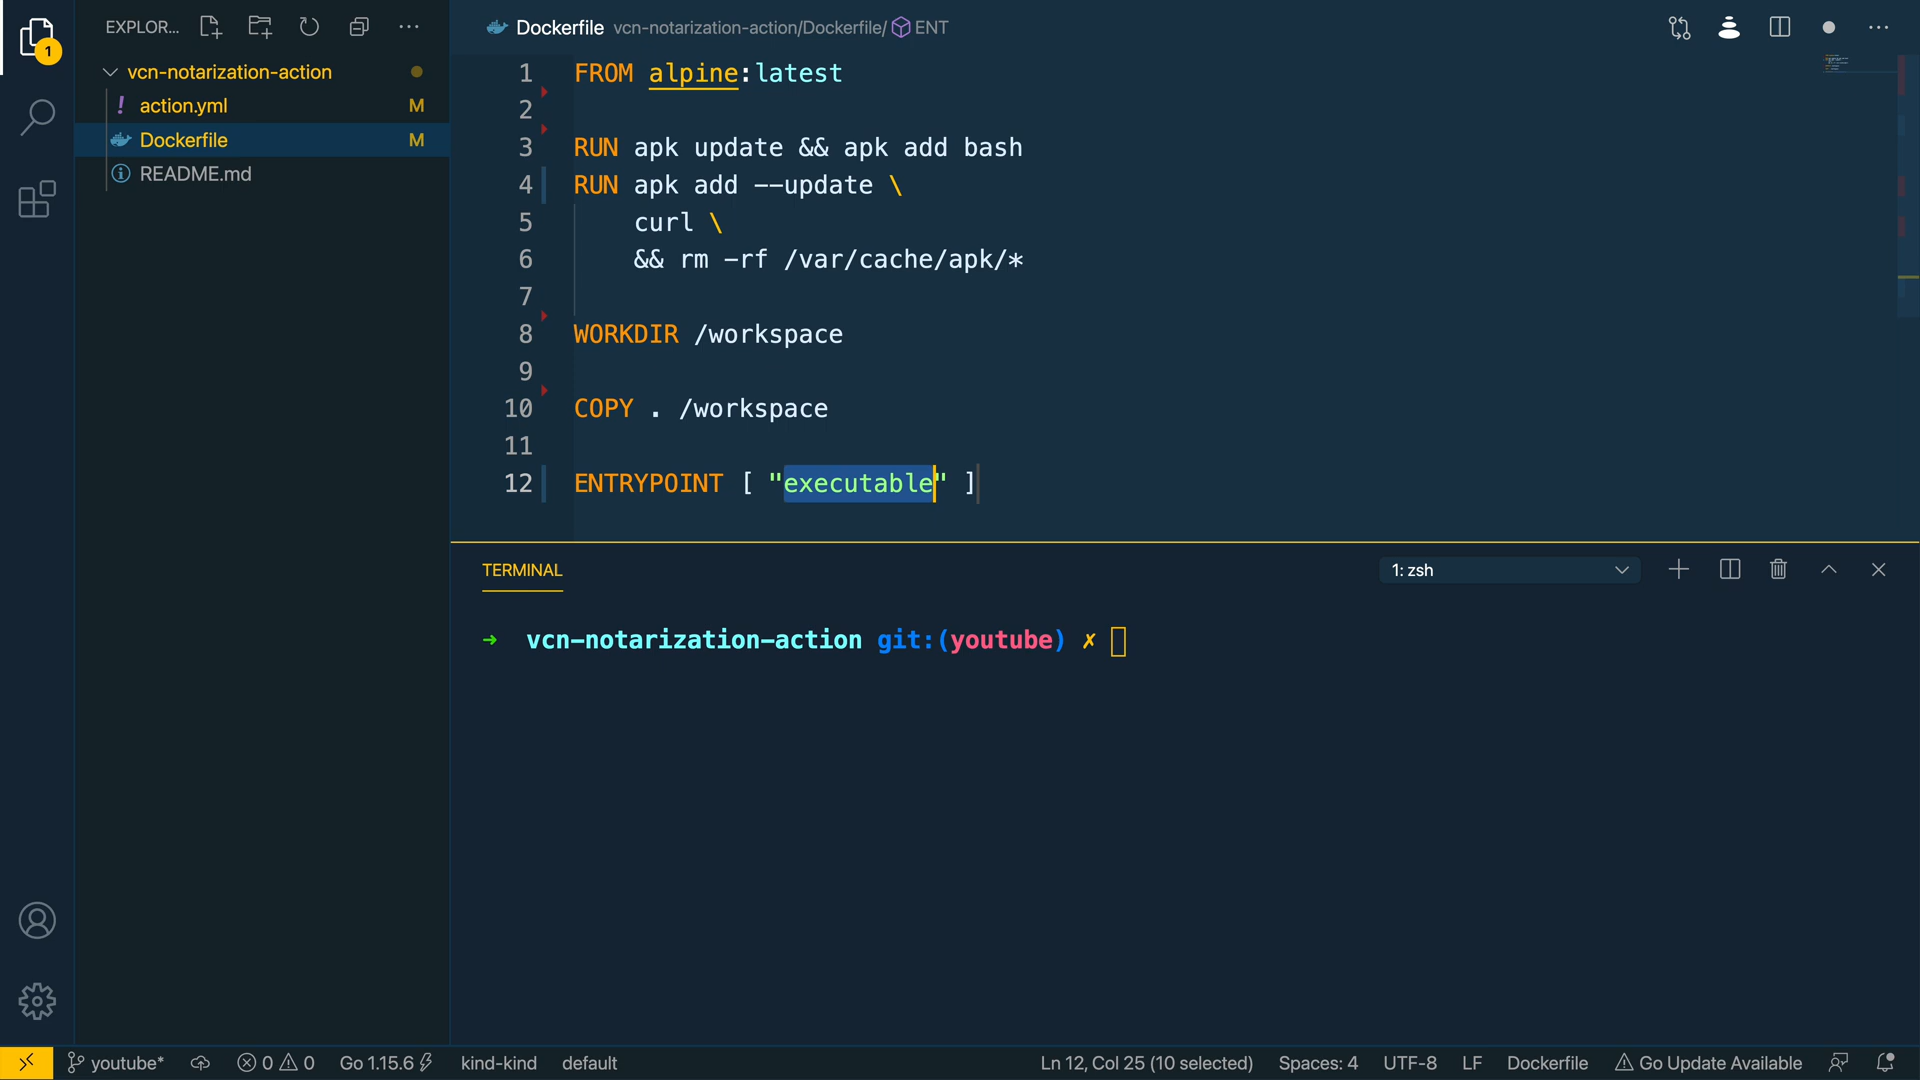 1
EXPLOR...
vcn-notarization-action
action.yml M
Dockerfile M
README.md
Dockerfile vcn-notarization-action/Dockerfile/ ENT
1 FROM alpine:latest
2
3 RUN apk update && apk add bash
4 RUN apk add --update \
5 curl \
6 && rm -rf /var/cache/apk/*
7
8 WORKDIR /workspace
9
10 COPY . /workspace
11
12 ENTRYPOINT [ "executable" ]
TERMINAL 1: zsh
➜ vcn-notarization-action git:(youtube) ✗
youtube* 0 0 Go 1.15.6 kind-kind default Ln 12, Col 25 (10 selected) Spaces: 4 UTF-8 LF Dockerfile Go Update Available